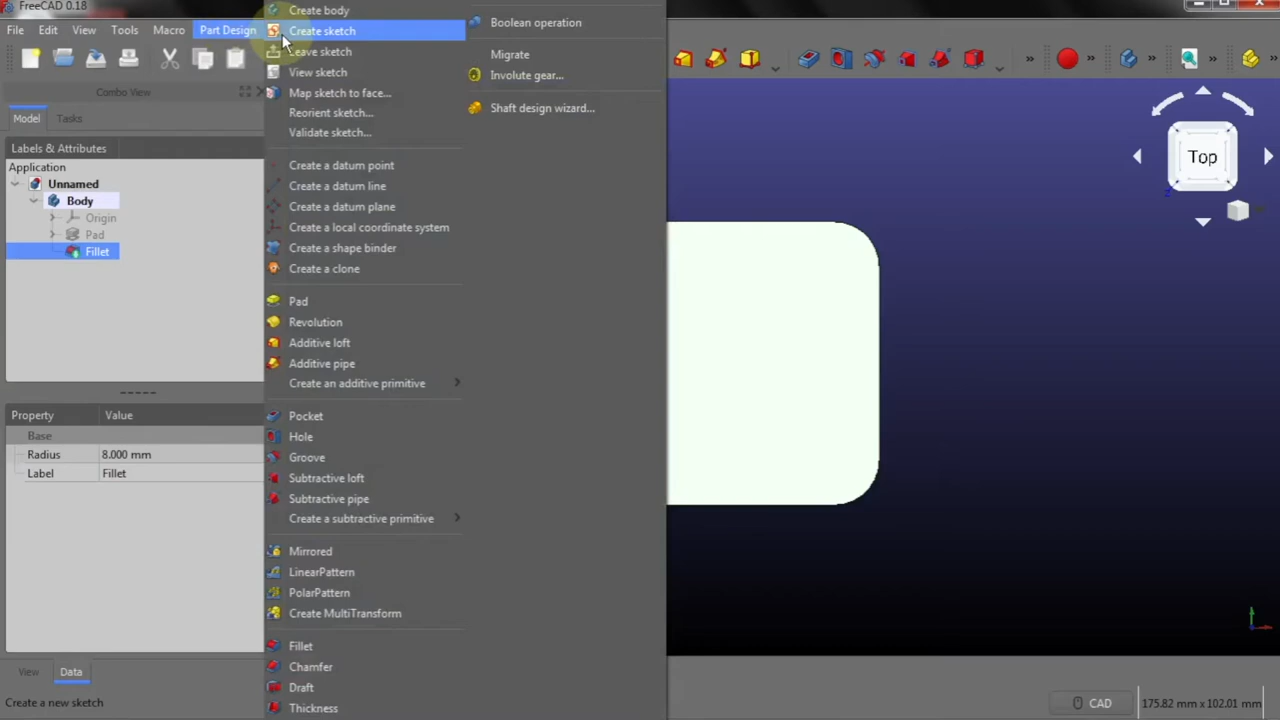 FreeCAD 0.18
File Edit View Tools Macro Part Design
Combo View
Model Tasks
Labels & Attributes
Application
Unnamed
Body
Origin
Pad
Fillet
Property Value
Base
Radius 8.000 mm
Label Fillet
View Data
Create a new sketch
Create body
Create sketch
Leave sketch
View sketch
Map sketch to face...
Reorient sketch...
Validate sketch...
Create a datum point
Create a datum line
Create a datum plane
Create a local coordinate system
Create a shape binder
Create a clone
Pad
Revolution
Additive loft
Additive pipe
Create an additive primitive
Pocket
Hole
Groove
Subtractive loft
Subtractive pipe
Create a subtractive primitive
Mirrored
LinearPattern
PolarPattern
Create MultiTransform
Fillet
Chamfer
Draft
Thickness
Boolean operation
Migrate
Involute gear...
Shaft design wizard...
Top
Z
CAD 175.82 mm x 102.01 mm